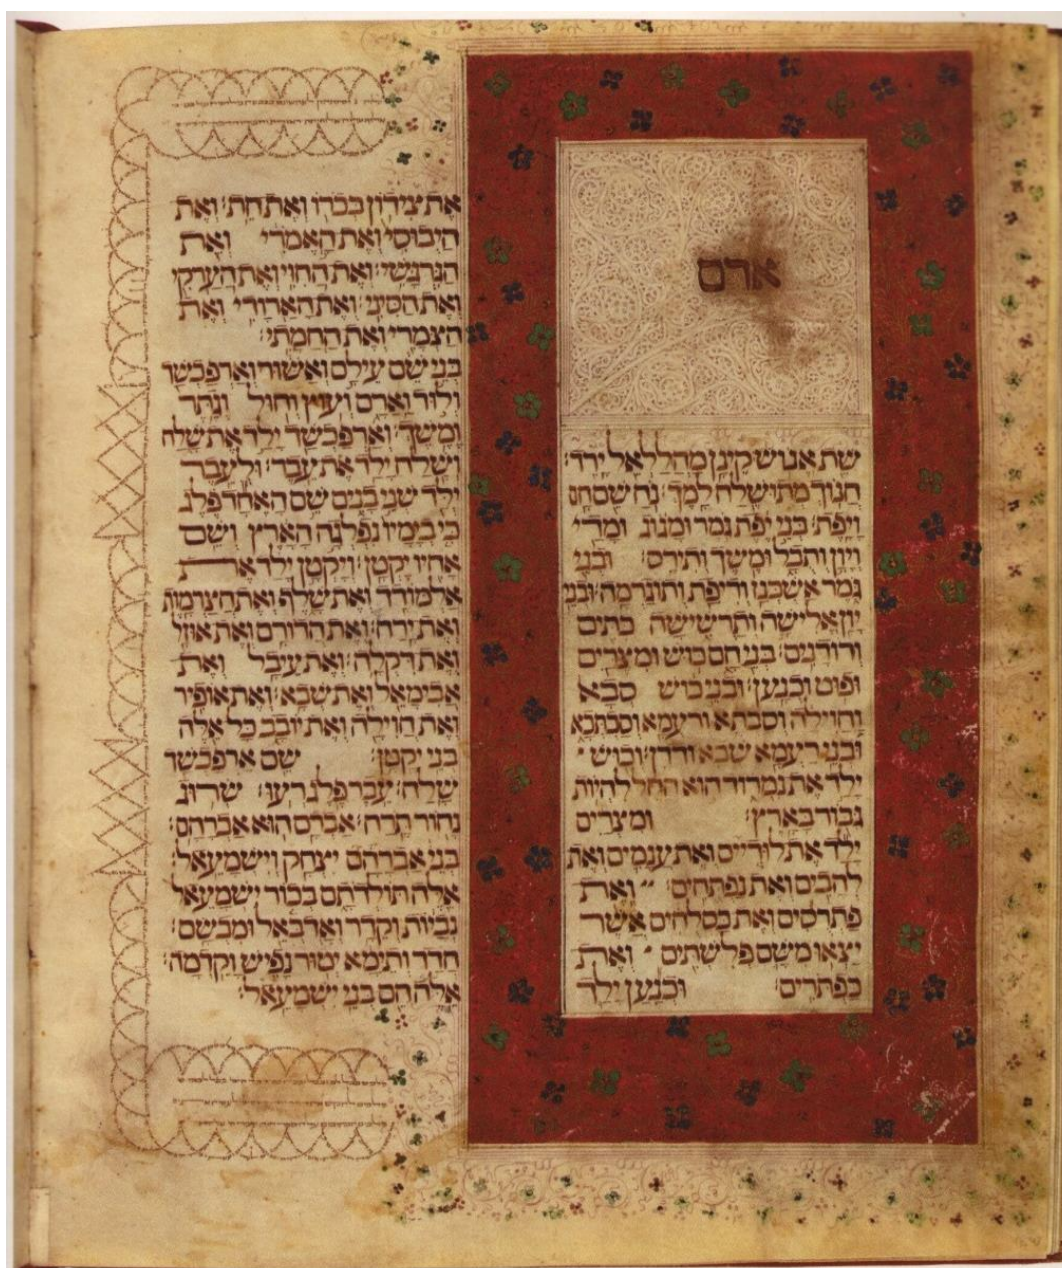 אדם
שת אנוש קינן מהללאל ירד׃
חנוך מתושלח למך׃ נח שם חם
ויפת׃ בני יפת גמר ומגוג ומדי
ויון ותבל ומשך ותירס׃ ובני
גמר אשכנז וריפת ותוגרמה׃ ובני
יון אלישה ותרשישה כתים
ורודנים׃ בני חם כוש ומצרים
ופוט וכנען׃ ובני כוש סבא
וחוילה וסבתא ורעמא וסבתכא
ובני רעמא שבא ודדן׃ וכוש
ילד את נמרוד הוא החל להיות
גבור בארץ׃ ומצרים
ילד את לודיים ואת ענמים ואת
להבים ואת נפתחים׃ ואת
פתרסים ואת כסלחים אשר
יצאו משם פלשתים ואת
כפתרים׃ וכנען ילד
את צידון בכרו ואת חת׃ ואת
היבוסי ואת האמרי ואת
הגרגשי׃ ואת החוי ואת הערקי
ואת הסיני׃ ואת הארודי ואת
הצמרי ואת החמתי׃
בני שם עילם ואשור וארפכשד
ולוד וארם ועוץ וחול וגתר
ומשך׃ וארפכשד ילד את שלח
ושלח ילד את עבר׃ ולעבר
ילד שני בנים שם האחד פלג
כי בימיו נפלגה הארץ ושם
אחיו יקטן׃ ויקטן ילד את
אלמודד ואת שלף ואת חצרמות
ואת ירח׃ ואת הדורם ואת אוזל
ואת דקלה׃ ואת עיבל ואת
אבימאל ואת שבא׃ ואת אופיר
ואת חוילה ואת יובב כל אלה
בני יקטן׃ שם ארפכשד
שלח׃ עבר פלג רעו׃ שרוג
נחור תרח׃ אברם הוא אברהם׃
בני אברהם יצחק וישמעאל׃
אלה תולדתם בכור ישמעאל
נביות וקדר ואדבאל ומבשם׃
חדד ותימא יטור נפיש וקדמה׃
אלה הם בני ישמעאל׃